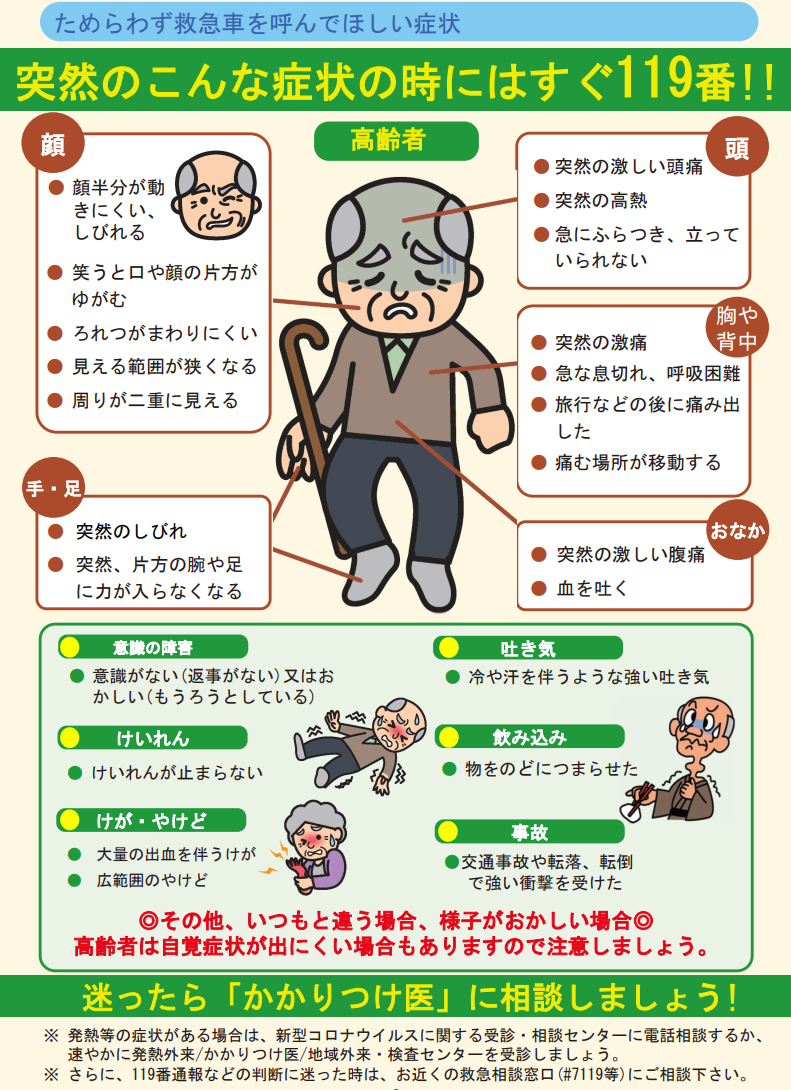 ためらわず救急車を呼んでほしい症状
突然のこんな症状の時にはすぐ119番!!
高齢者
顔
● 顔半分が動
きにくい、
しびれる
● 笑うと口や顔の片方が
ゆがむ
● ろれつがまわりにくい
● 見える範囲が狭くなる
● 周りが二重に見える
手・足
● 突然のしびれ
● 突然、片方の腕や足
に力が入らなくなる
頭
● 突然の激しい頭痛
● 突然の高熱
● 急にふらつき、立って
いられない
胸や
背中
● 突然の激痛
● 急な息切れ、呼吸困難
● 旅行などの後に痛み出
した
● 痛む場所が移動する
おなか
● 突然の激しい腹痛
● 血を吐く
意識の障害
● 意識がない(返事がない)又はお
かしい(もうろうとしている)
けいれん
● けいれんが止まらない
けが・やけど
● 大量の出血を伴うけが
● 広範囲のやけど
吐き気
● 冷や汗を伴うような強い吐き気
飲み込み
● 物をのどにつまらせた
事故
●交通事故や転落、転倒
で強い衝撃を受けた
◎その他、いつもと違う場合、様子がおかしい場合◎
高齢者は自覚症状が出にくい場合もありますので注意しましょう。
迷ったら「かかりつけ医」に相談しましょう!
※ 発熱等の症状がある場合は、新型コロナウイルスに関する受診・相談センターに電話相談するか、
速やかに発熱外来/かかりつけ医/地域外来・検査センターを受診しましょう。
※ さらに、119番通報などの判断に迷った時は、お近くの救急相談窓口(#7119等)にご相談下さい。